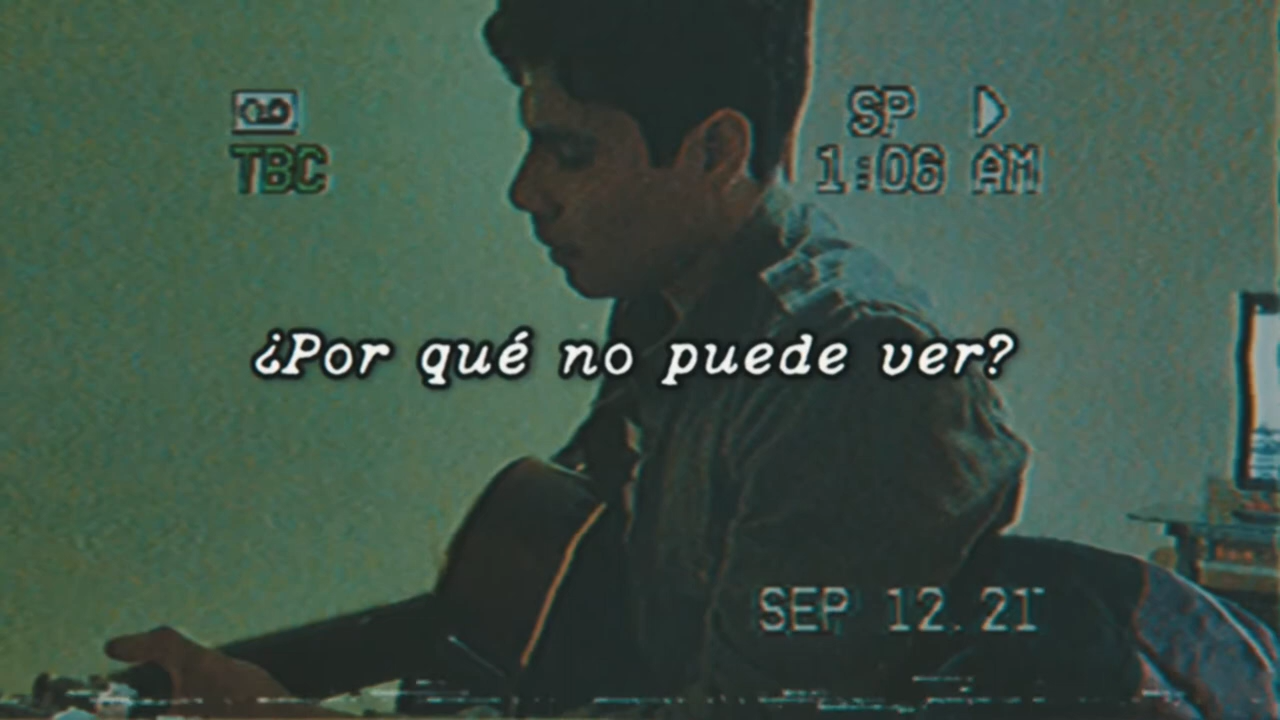 TBC
SP
1:06 AM
¿Por qué no puede ver?
SEP 12.21